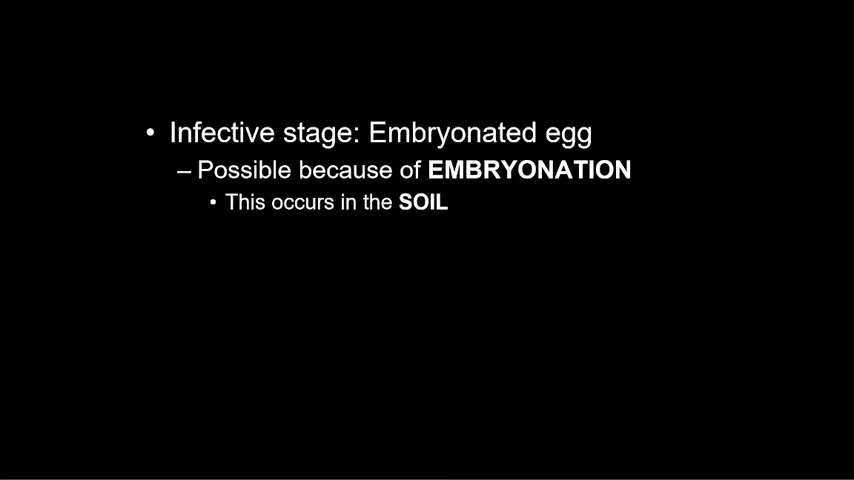 • Infective stage: Embryonated egg
– Possible because of EMBRYONATION
• This occurs in the SOIL